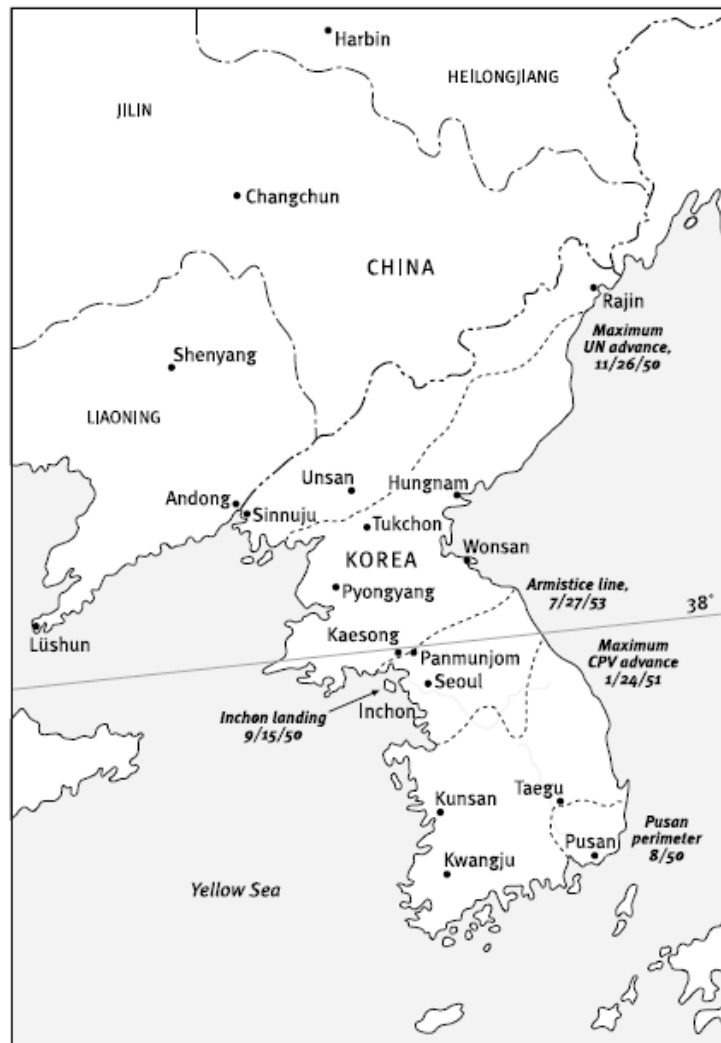 Harbin
HEILONGJIANG
JILIN
Changchun
CHINA
Rajin
Maximum
UN advance,
11/26/50
Shenyang
LIAONING
Unsan
Hungnam
Andong
Sinnuju
Tukchon
Wonsan
KOREA
Pyongyang
Armistice line,
7/27/53
38°
Lüshun
Kaesong
Panmunjom
Maximum
CPV advance
1/24/51
Seoul
Inchon landing
9/15/50
Inchon
Taegu
Kunsan
Pusan
perimeter
8/50
Pusan
Kwangju
Yellow Sea